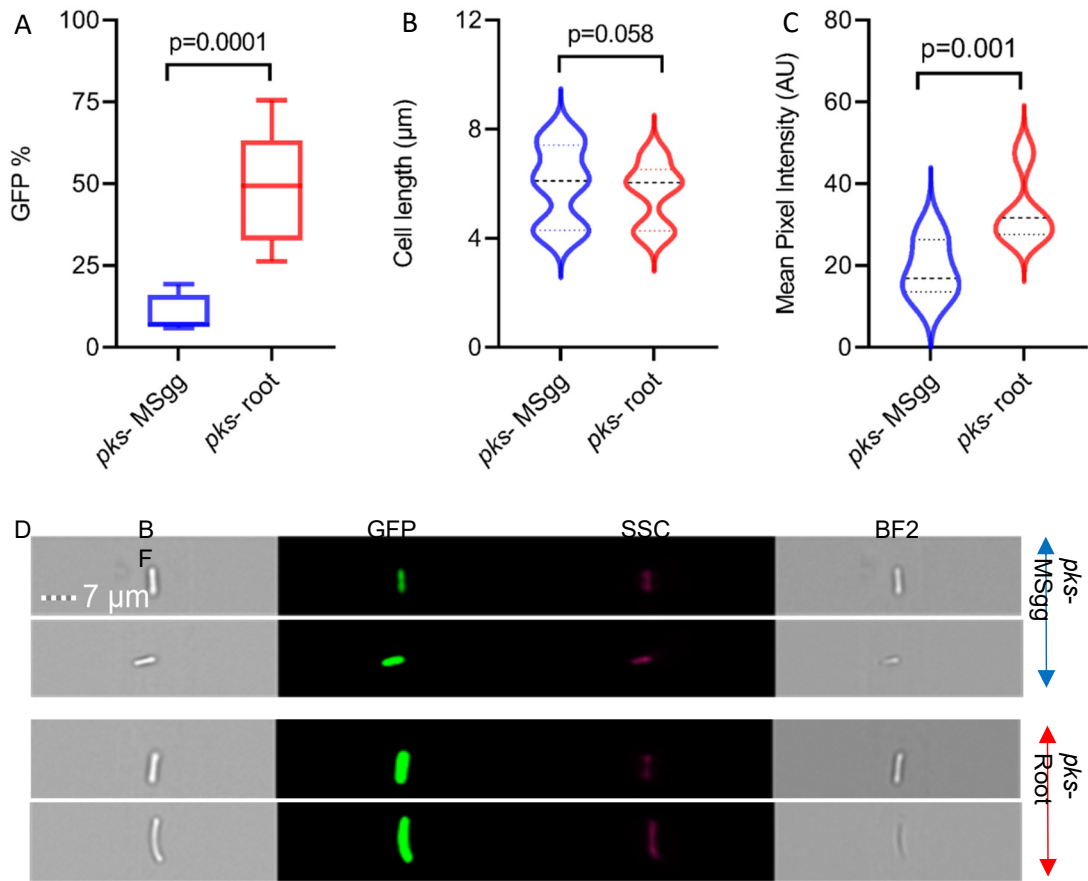 A
100
75
50
25
0
GFP %
p=0.0001
pks- MSgg
pks- root
B
12
8
4
0
Cell length (µm)
p=0.058
pks- MSgg
pks- root
C
80
60
40
20
0
Mean Pixel Intensity (AU)
p=0.001
pks- MSgg
pks- root
D
B
F
GFP
SSC
BF2
7 µm
pks-
MSgg
pks-
Root